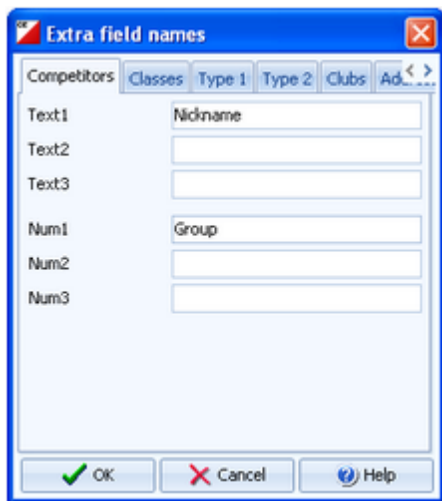 Extra field names
Competitors Classes Type 1 Type 2 Clubs
Text1 Nickname
Text2
Text3
Num1 Group
Num2
Num3
OK Cancel Help